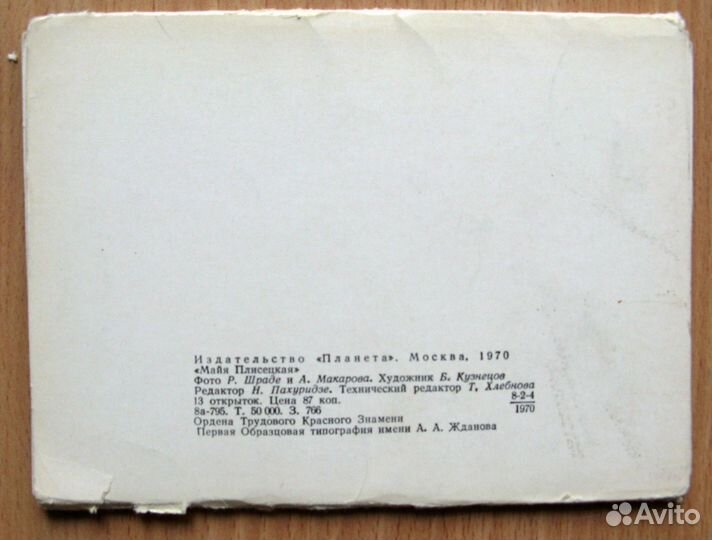 Издательство «Планета». Москва, 1970
«Майя Плисецкая»
Фото Р. Шраде и А. Макарова. Художник Б. Кузнецов
Редактор Н. Пахуридзе. Технический редактор Т. Хлебнова
13 открыток. Цена 87 коп. 8-2-4
8а-795. Т. 50 000. З. 766 1970
Ордена Трудового Красного Знамени
Первая Образцовая типография имени А. А. Жданова
Avito